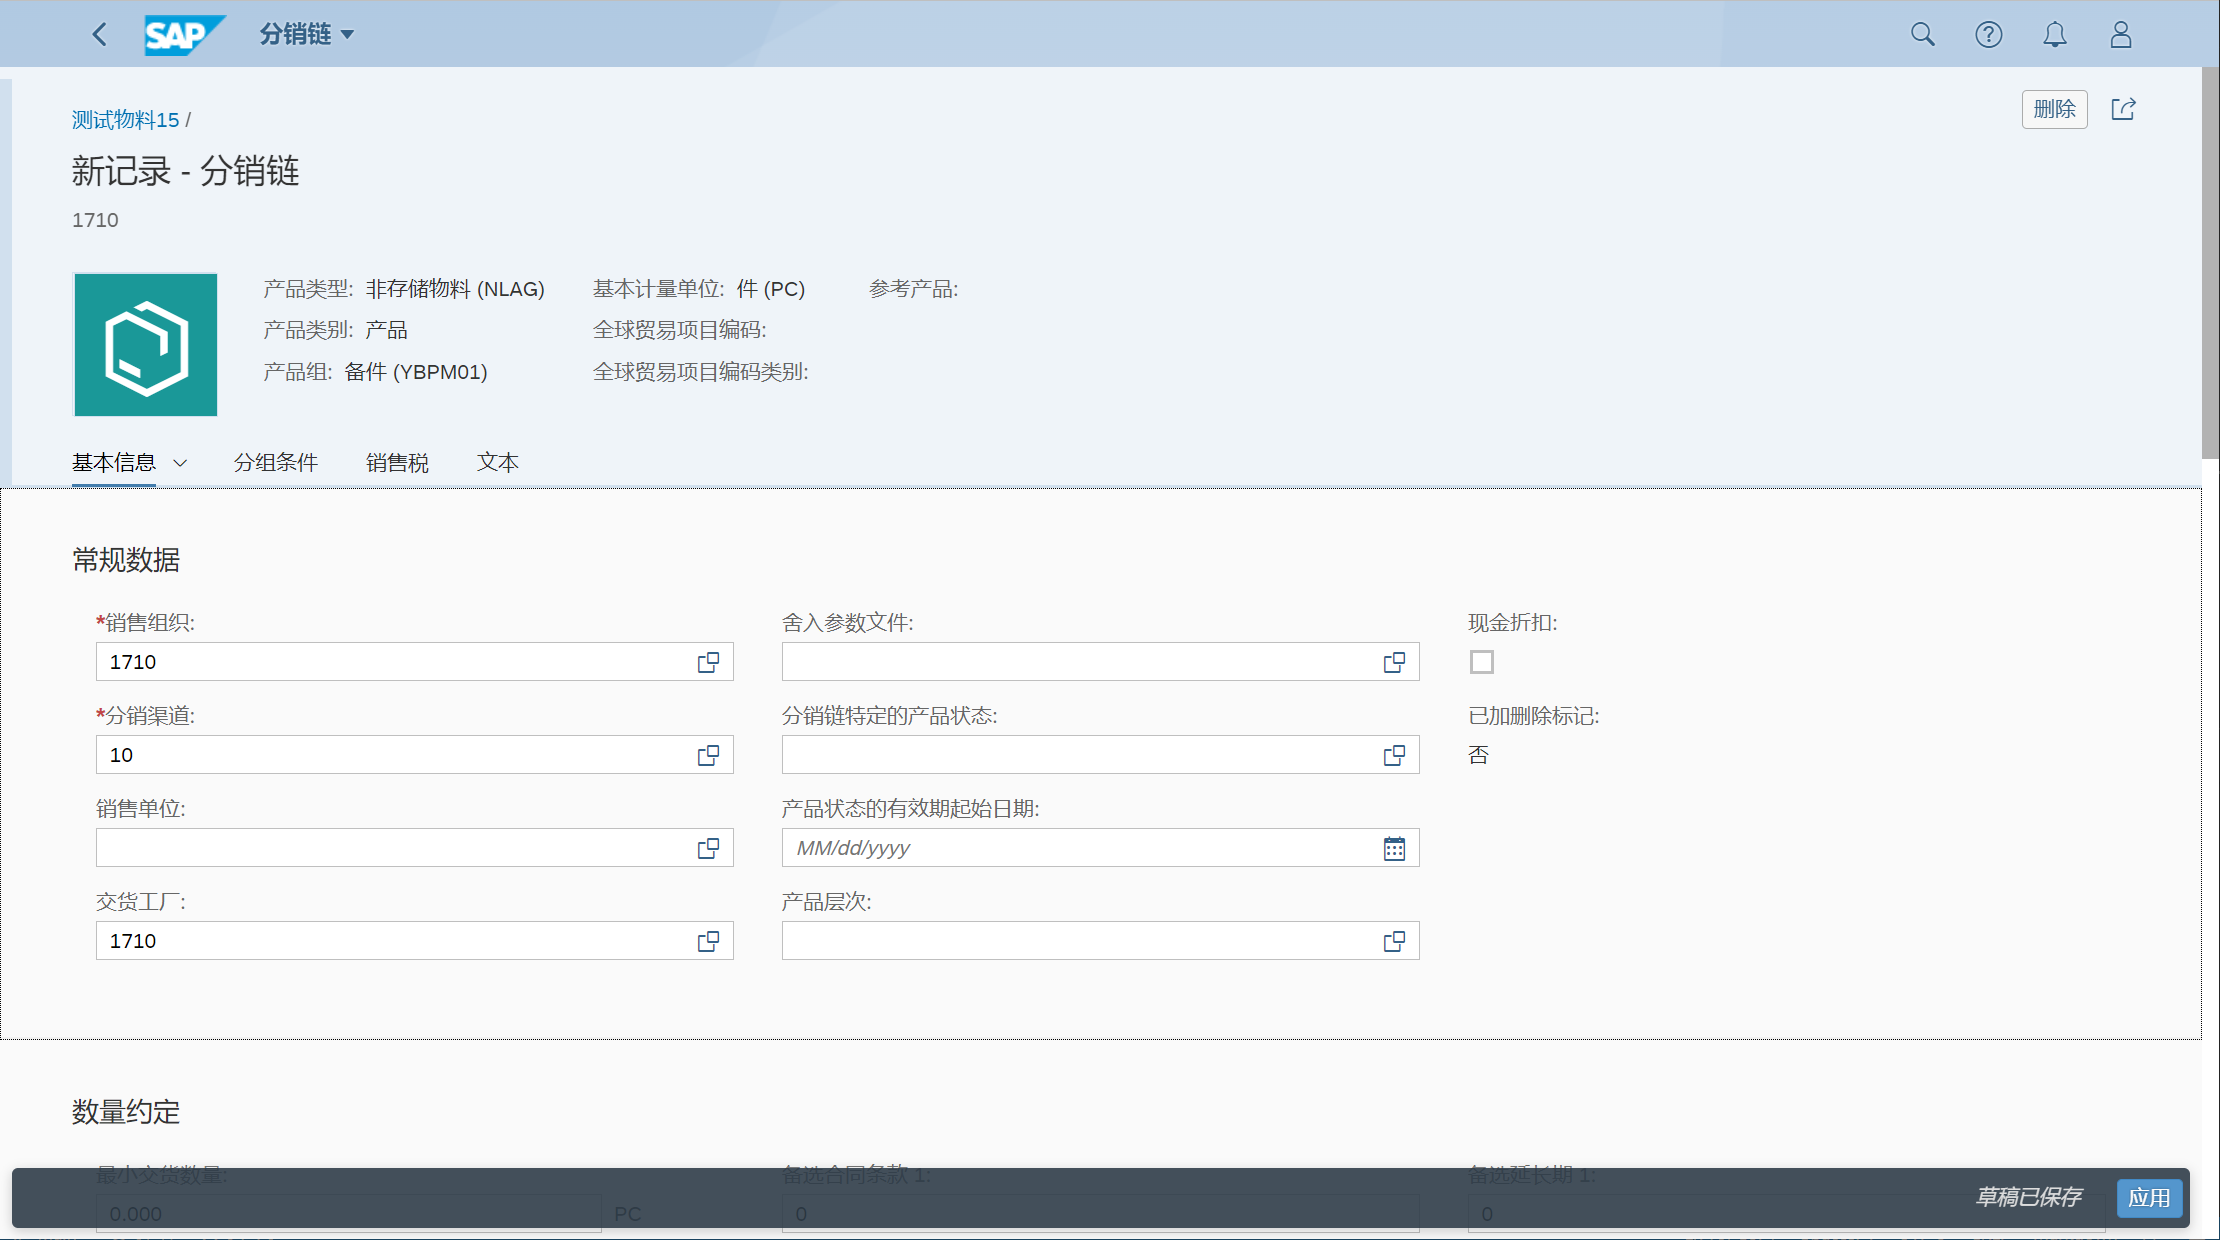 SAP 分销链
测试物料15 /
删除
新记录 - 分销链
1710
产品类型: 非存储物料 (NLAG)
基本计量单位: 件 (PC)
参考产品:
产品类别: 产品
全球贸易项目编码:
产品组: 备件 (YBPM01)
全球贸易项目编码类别:
基本信息 分组条件 销售税 文本
常规数据
*销售组织:
舍入参数文件:
现金折扣:
1710
*分销渠道:
分销链特定的产品状态:
已加删除标记:
10
否
销售单位:
产品状态的有效期起始日期:
MM/dd/yyyy
交货工厂:
产品层次:
1710
数量约定
最小交货数量:
备选合同条款 1:
备选延长期 1:
0.000 PC
0
0
草稿已保存 应用